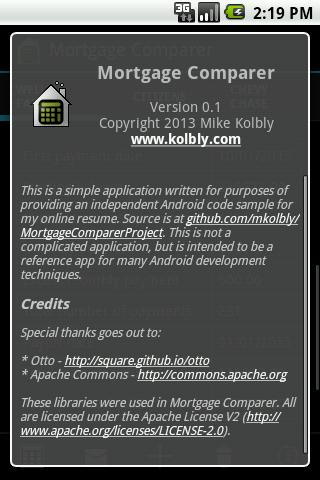 3G
2:19 PM
Mortgage Comparer
Mortgage Comparer
Version 0.1
Copyright 2013 Mike Kolbly
www.kolbly.com
CHASE
This is a simple application written for purposes of
providing an independent Android code sample for
my online resume. Source is at github.com/mkolbly/
MortgageComparerProject. This is not a
complicated application, but is intended to be a
reference app for many Android development
techniques.
Credits
Special thanks goes out to:
* Otto - http://square.github.io/otto
* Apache Commons - http://commons.apache.org
These libraries were used in Mortgage Comparer. All
are licensed under the Apache License V2 (http://
www.apache.org/licenses/LICENSE-2.0).